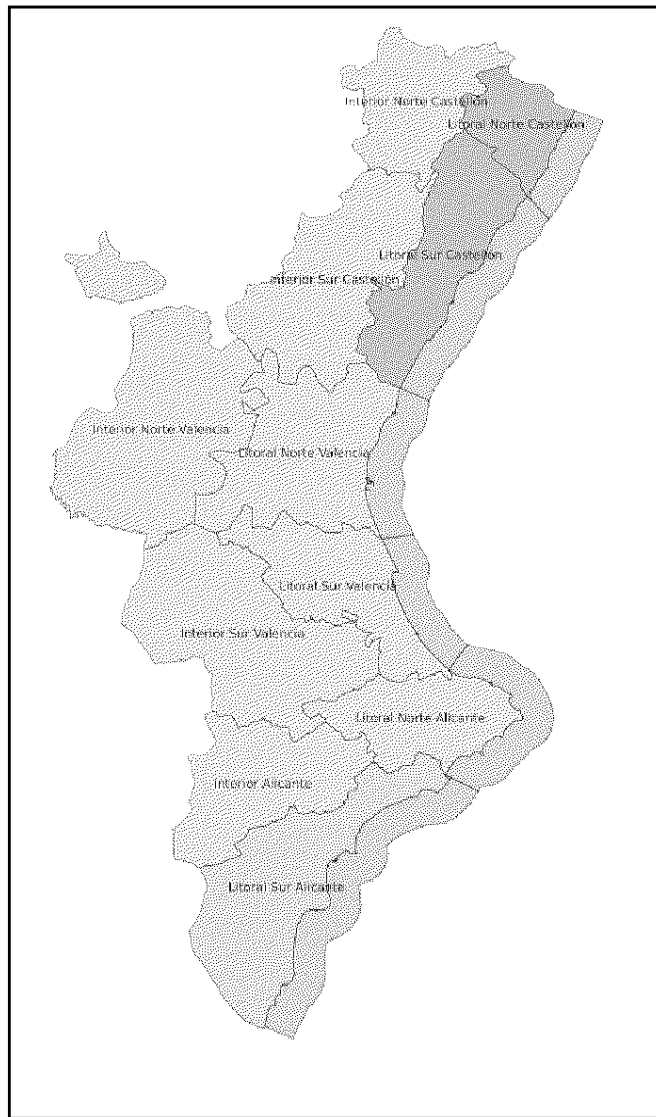 Interior Norte Castellón
Litoral Norte Castellón
Litoral Sur Castellón
Interior Sur Castellón
Interior Norte Valencia
Litoral Norte Valencia
Litoral Sur Valencia
Interior Sur Valencia
Litoral Norte Alicante
Interior Alicante
Litoral Sur Alicante